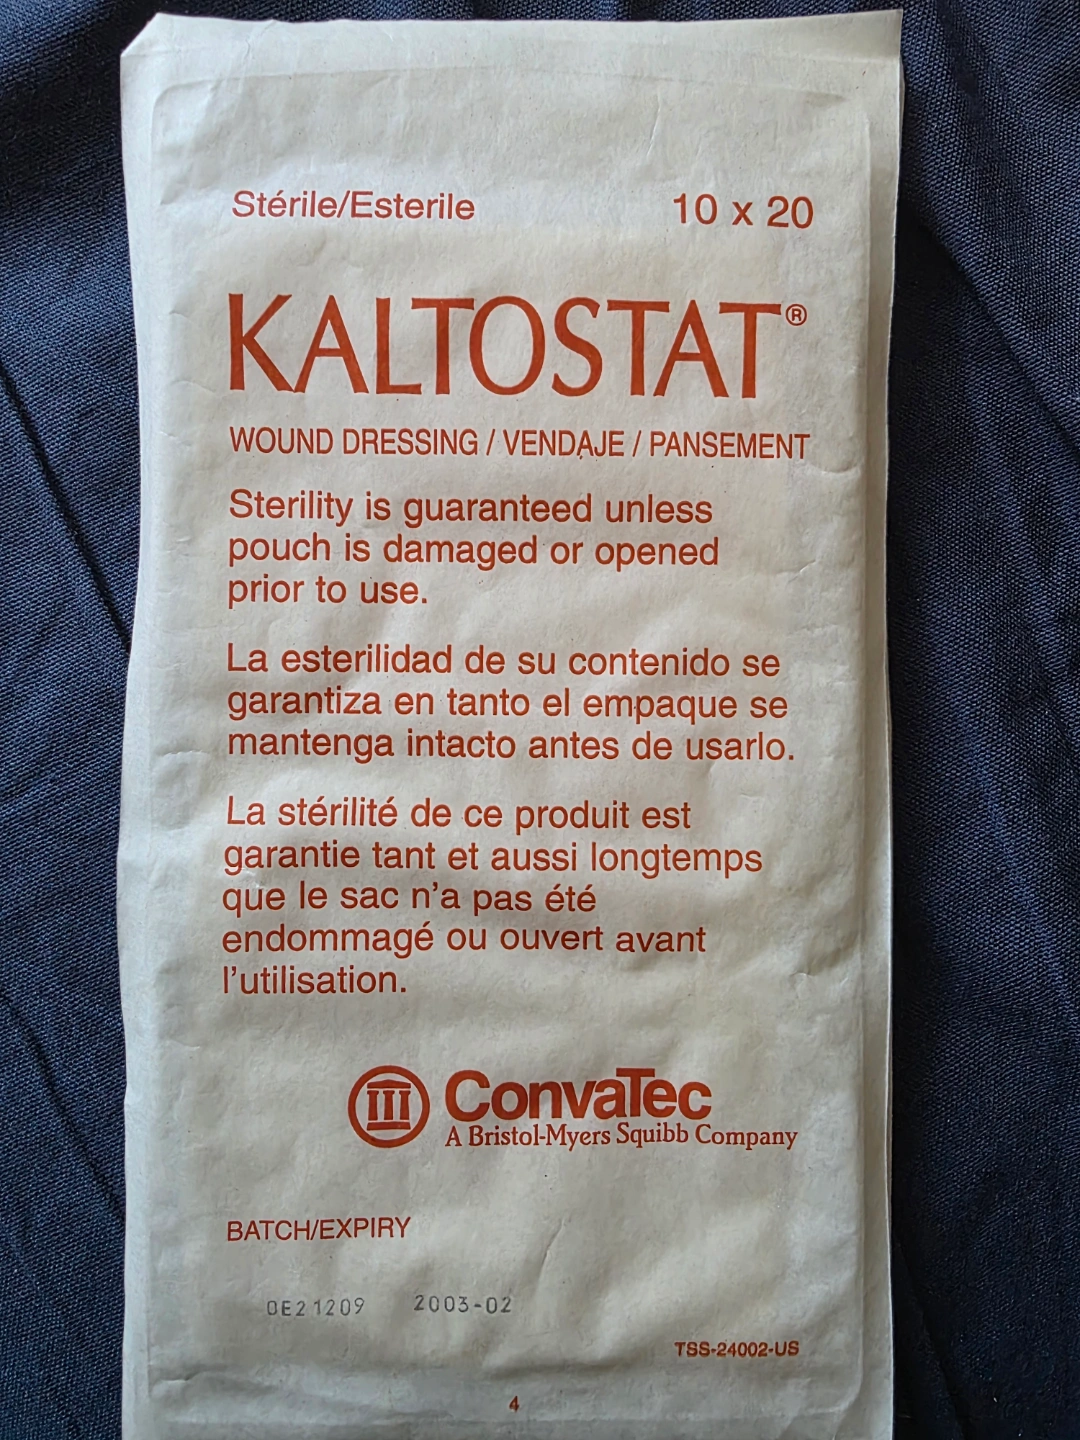 Stérile/Esterile 10 x 20
KALTOSTAT®
WOUND DRESSING / VENDAJE / PANSEMENT
Sterility is guaranteed unless
pouch is damaged or opened
prior to use.
La esterilidad de su contenido se
garantiza en tanto el empaque se
mantenga intacto antes de usarlo.
La stérilité de ce produit est
garantie tant et aussi longtemps
que le sac n'a pas été
endommagé ou ouvert avant
l'utilisation.
ConvaTec
A Bristol-Myers Squibb Company
BATCH/EXPIRY
0E21209 2003-02
TSS-24002-US
4